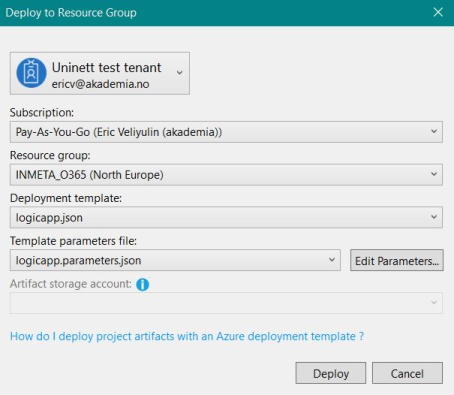 Deploy to Resource Group
Uninett test tenant
ericv@akademia.no
Subscription:
Pay-As-You-Go (Eric Veliyulin (akademia))
Resource group:
INMETA_O365 (North Europe)
Deployment template:
logicapp.json
Template parameters file:
logicapp.parameters.json
Edit Parameters...
Artifact storage account:
How do I deploy project artifacts with an Azure deployment template ?
Deploy
Cancel